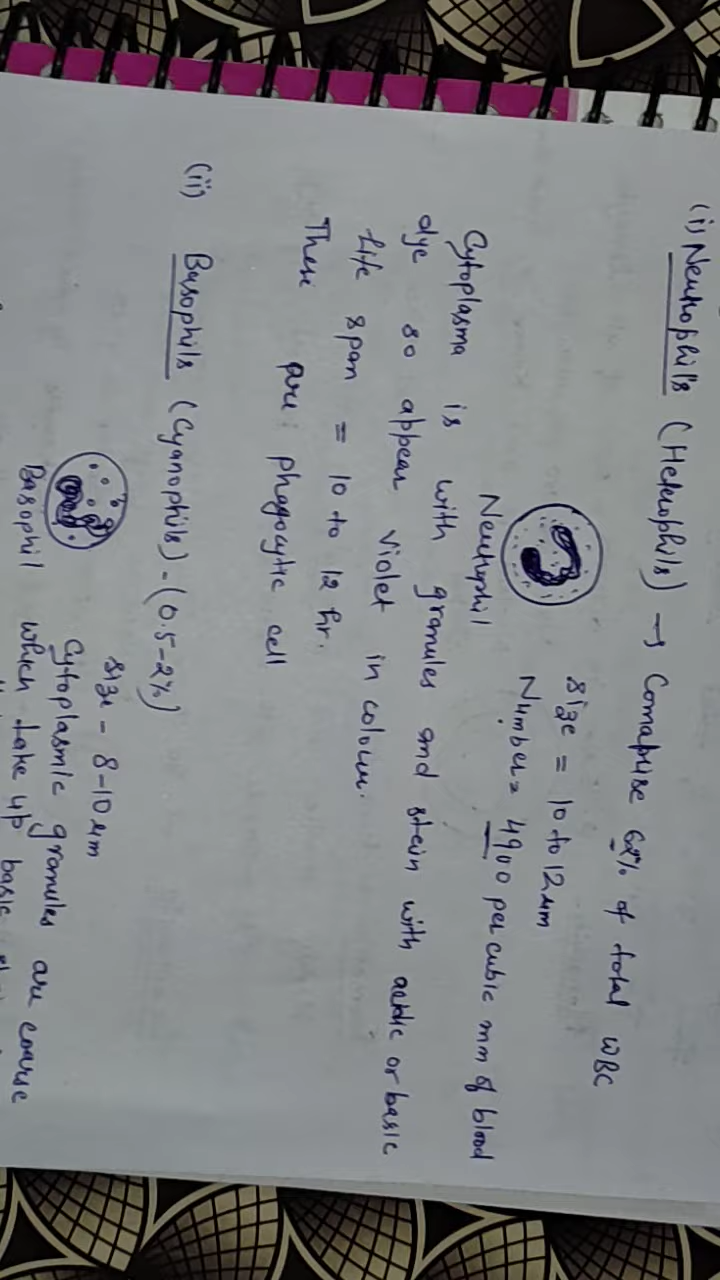 (i) Neutrophils (Heterophils) → Comaprise 62% of total WBC
size = 10 to 12 µm
Number = 4900 per cubic mm of blood
Neutrophil
Cytoplasma is with granules and stein with acidic or basic
dye so appear violet in colour.
Life span = 10 to 12 hr.
These are phagocytic cell
(ii) Basophils (Cyanophils) - (0.5-2%)
size - 8-10 µm
Cytoplasmic granules are coarse
Basophil which take up basic